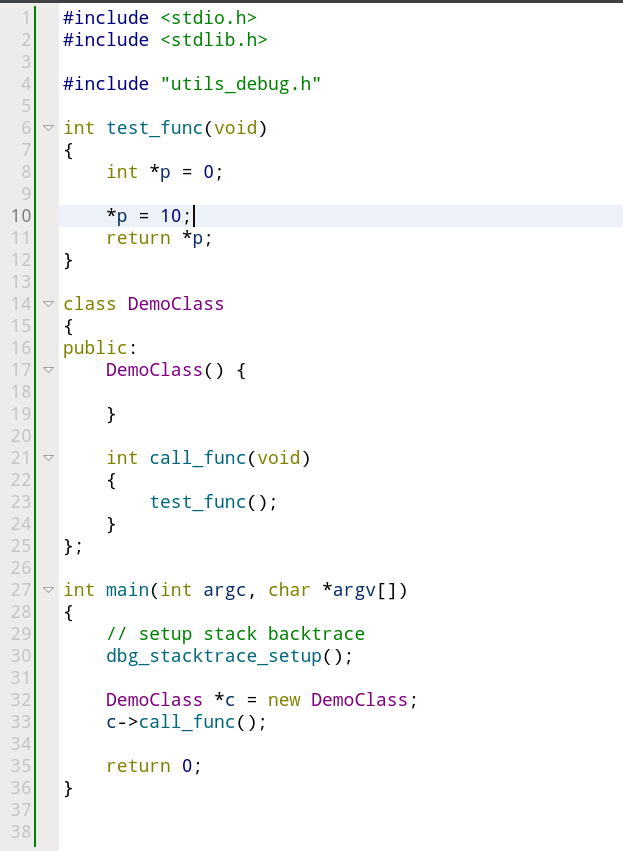 1 #include <stdio.h>
2 #include <stdlib.h>
3
4 #include "utils_debug.h"
5
6 int test_func(void)
7 {
8     int *p = 0;
9
10     *p = 10;
11     return *p;
12 }
13
14 class DemoClass
15 {
16 public:
17     DemoClass() {
18
19     }
20
21     int call_func(void)
22     {
23         test_func();
24     }
25 };
26
27 int main(int argc, char *argv[])
28 {
29     // setup stack backtrace
30     dbg_stacktrace_setup();
31
32     DemoClass *c = new DemoClass;
33     c->call_func();
34
35     return 0;
36 }
37
38